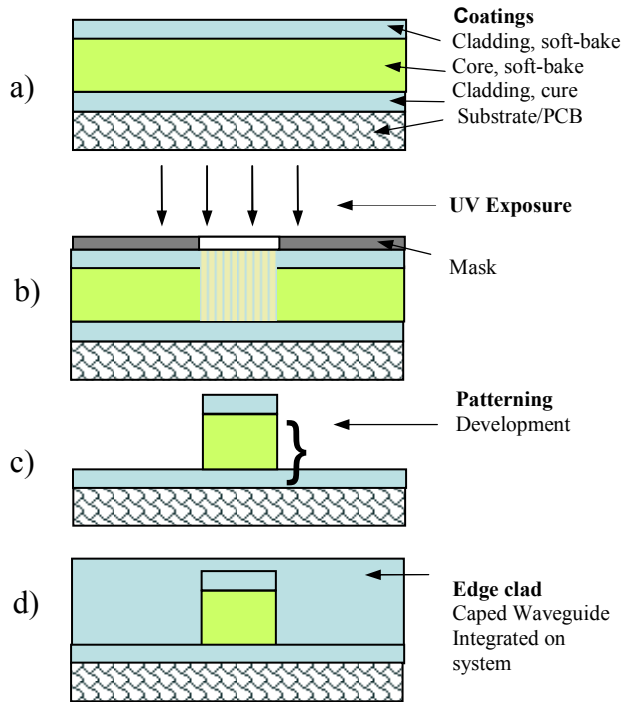 Coatings
Cladding, soft-bake
Core, soft-bake
Cladding, cure
Substrate/PCB
a)
UV Exposure
Mask
b)
Patterning
Development
}
c)
Edge clad
Caped Waveguide
Integrated on
system
d)